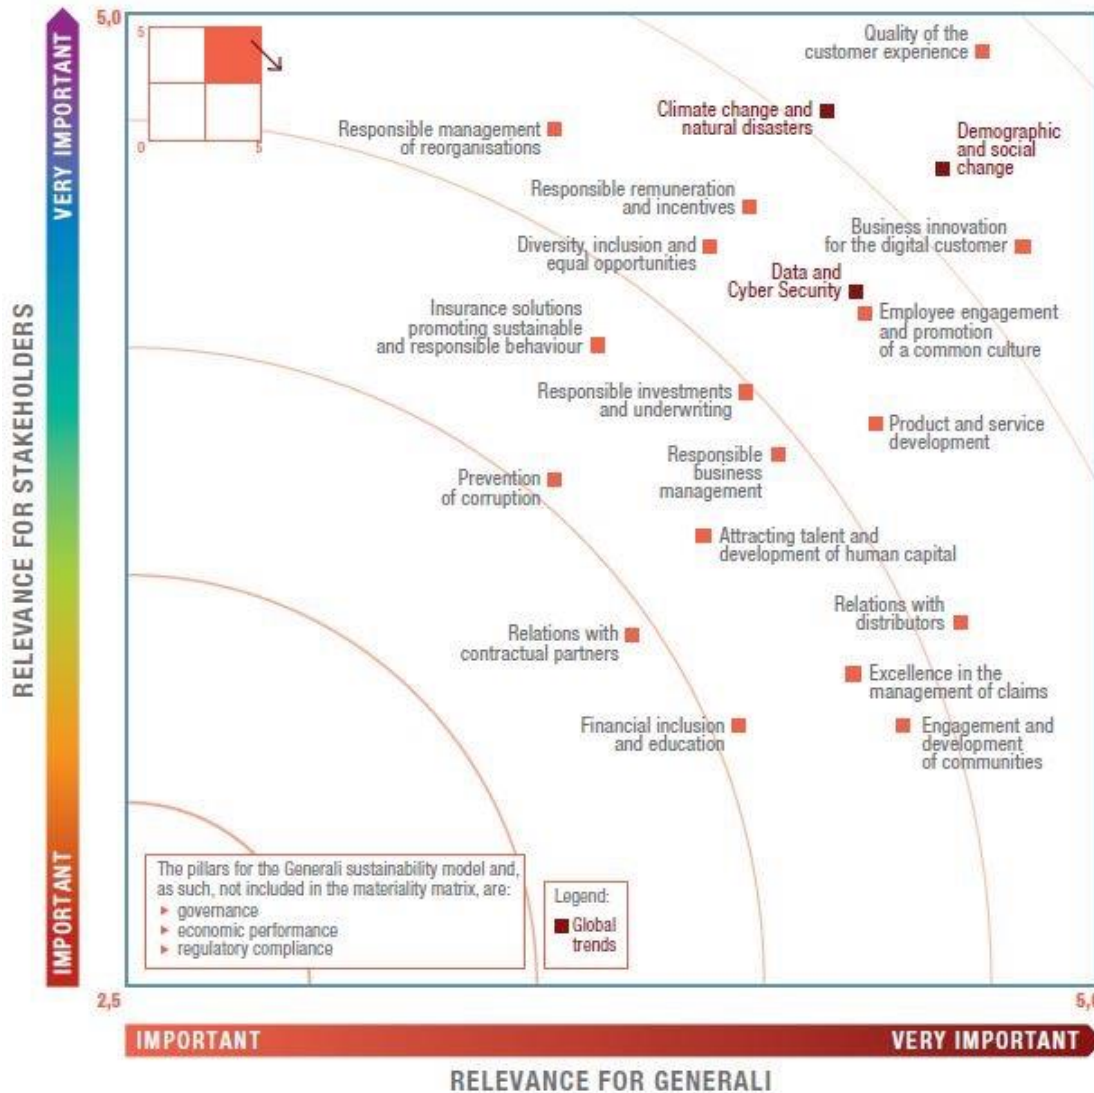 5,0
5
0
5
Quality of the
customer experience
Climate change and
natural disasters
Demographic
and social
change
Responsible management
of reorganisations
Responsible remuneration
and incentives
Diversity, inclusion and
equal opportunities
Business innovation
for the digital customer
Data and
Cyber Security
Insurance solutions
promoting sustainable
and responsible behaviour
Employee engagement
and promotion
of a common culture
Responsible investments
and underwriting
Product and service
development
Responsible
business
management
Prevention
of corruption
Attracting talent and
development of human capital
Relations with
distributors
Relations with
contractual partners
Excellence in the
management of claims
Financial inclusion
and education
Engagement and
development
of communities
The pillars for the Generali sustainability model and,
as such, not included in the materiality matrix, are:
governance
economic performance
regulatory compliance
Legend:
Global
trends
VERY IMPORTANT
IMPORTANT
RELEVANCE FOR STAKEHOLDERS
2,5
5,0
IMPORTANT
VERY IMPORTANT
RELEVANCE FOR GENERALI